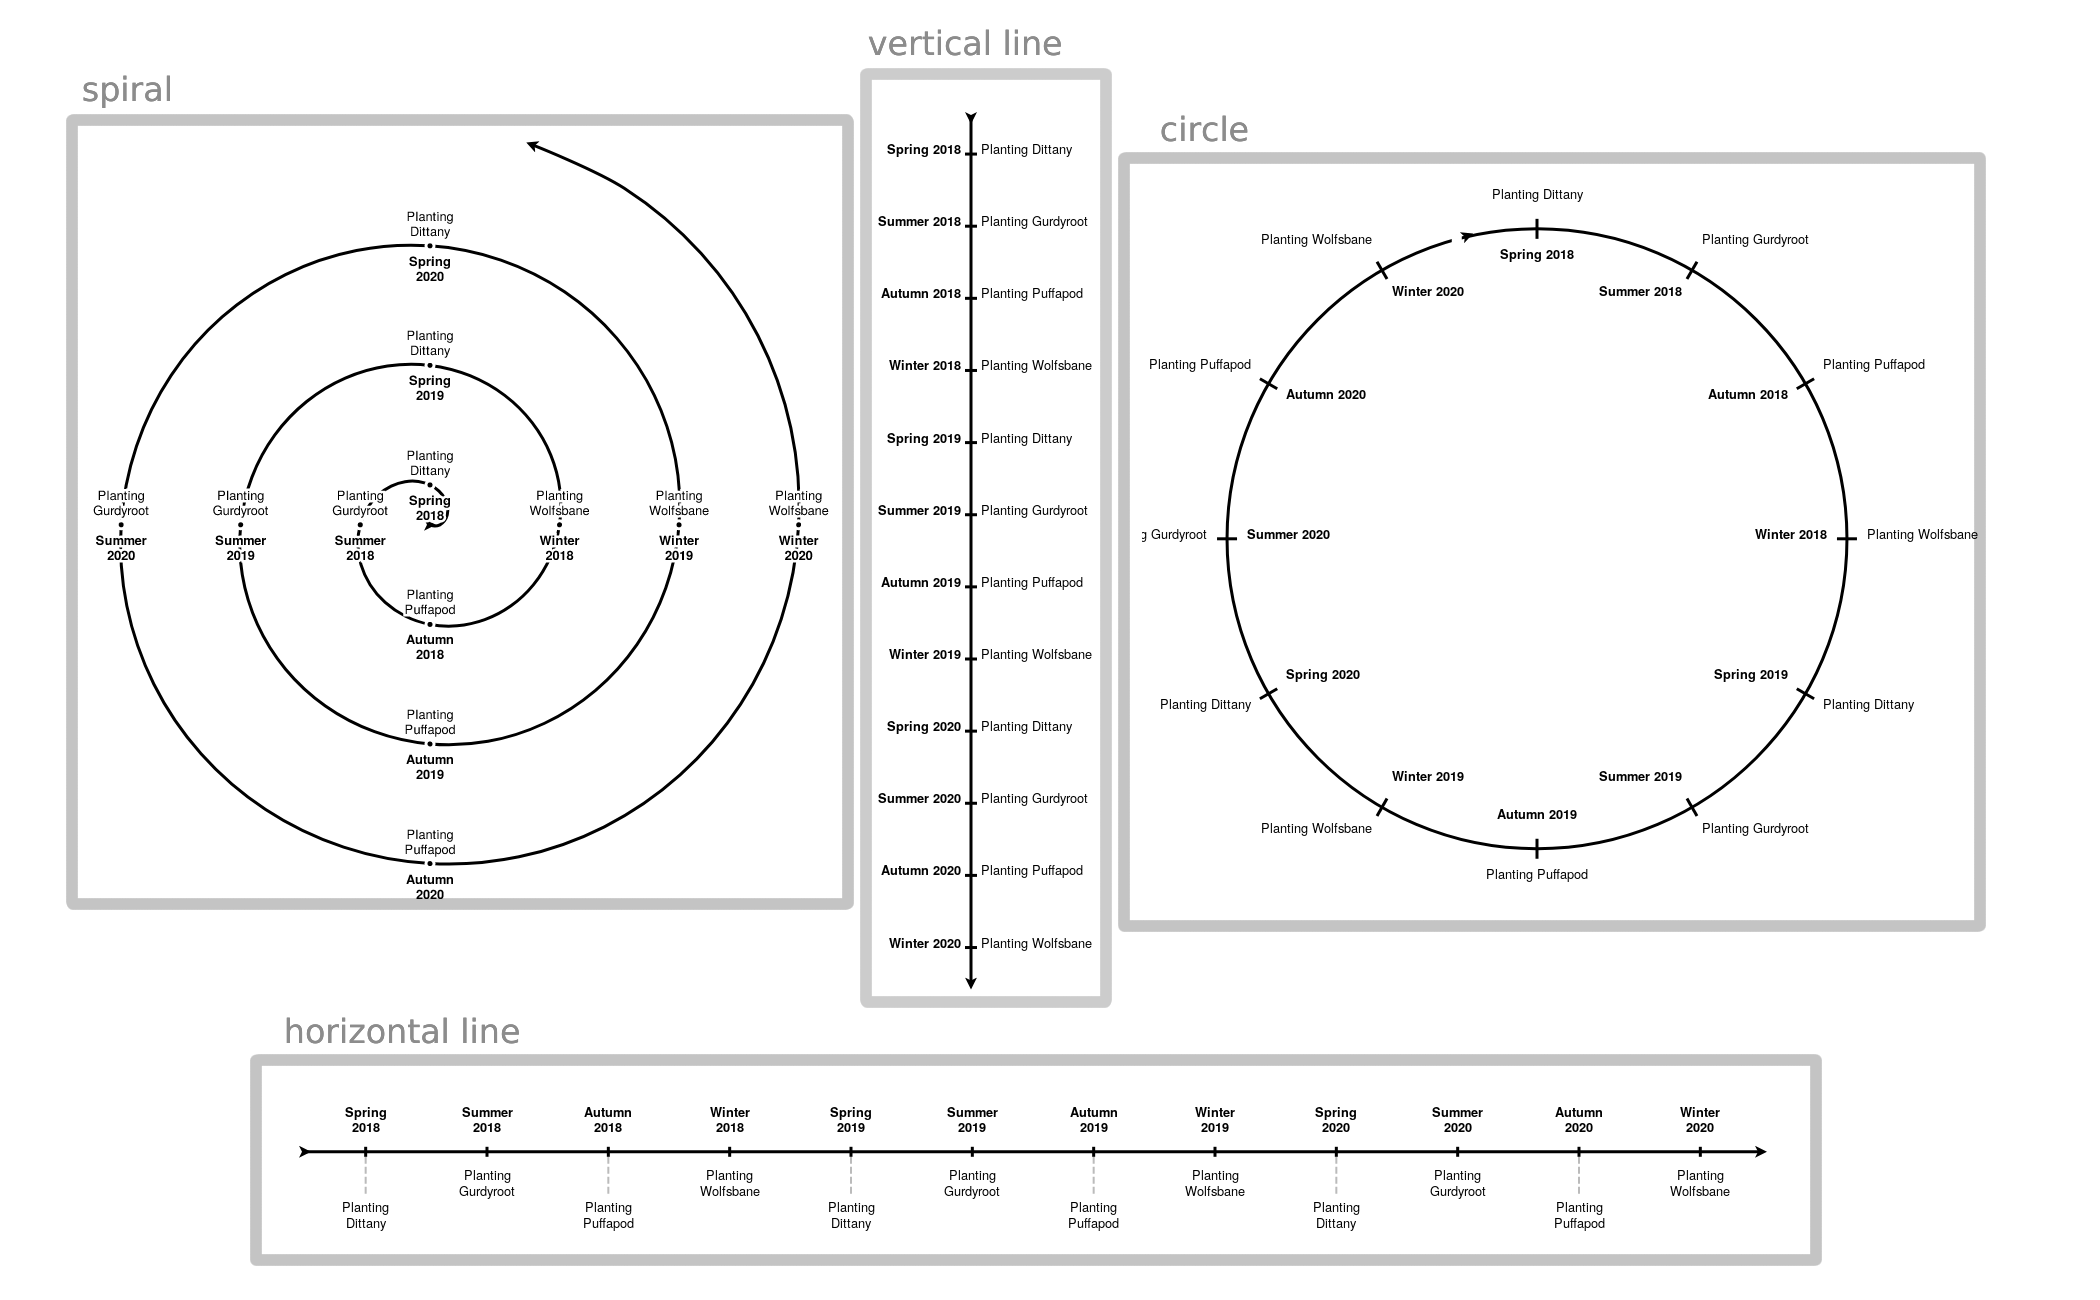 spiral
Planting
Dittany
Spring
2020
Planting
Dittany
Spring
2019
Planting
Dittany
Spring
2018
Planting
Gurdyroot
Summer
2020
Planting
Gurdyroot
Summer
2019
Planting
Gurdyroot
Summer
2018
Planting
Wolfsbane
Winter
2018
Planting
Wolfsbane
Winter
2019
Planting
Wolfsbane
Winter
2020
Planting
Puffapod
Autumn
2018
Planting
Puffapod
Autumn
2019
Planting
Puffapod
Autumn
2020
vertical line
Spring 2018 Planting Dittany
Summer 2018 Planting Gurdyroot
Autumn 2018 Planting Puffapod
Winter 2018 Planting Wolfsbane
Spring 2019 Planting Dittany
Summer 2019 Planting Gurdyroot
Autumn 2019 Planting Puffapod
Winter 2019 Planting Wolfsbane
Spring 2020 Planting Dittany
Summer 2020 Planting Gurdyroot
Autumn 2020 Planting Puffapod
Winter 2020 Planting Wolfsbane
circle
Planting Dittany
Spring 2018
Planting Gurdyroot
Summer 2018
Planting Puffapod
Autumn 2018
Winter 2018 Planting Wolfsbane
Spring 2019
Planting Dittany
Summer 2019
Planting Gurdyroot
Autumn 2019
Planting Puffapod
Winter 2019
Planting Wolfsbane
Spring 2020
Planting Dittany
g Gurdyroot Summer 2020
Planting Puffapod
Autumn 2020
Planting Wolfsbane
Winter 2020
horizontal line
Spring
2018
Planting
Dittany
Summer
2018
Planting
Gurdyroot
Autumn
2018
Planting
Puffapod
Winter
2018
Planting
Wolfsbane
Spring
2019
Planting
Dittany
Summer
2019
Planting
Gurdyroot
Autumn
2019
Planting
Puffapod
Winter
2019
Planting
Wolfsbane
Spring
2020
Planting
Dittany
Summer
2020
Planting
Gurdyroot
Autumn
2020
Planting
Puffapod
Winter
2020
Planting
Wolfsbane